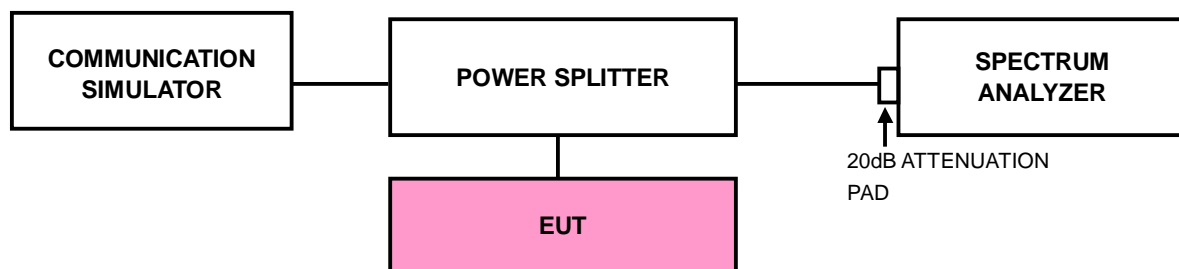 COMMUNICATION
SIMULATOR
POWER SPLITTER
SPECTRUM
ANALYZER
20dB ATTENUATION
PAD
EUT